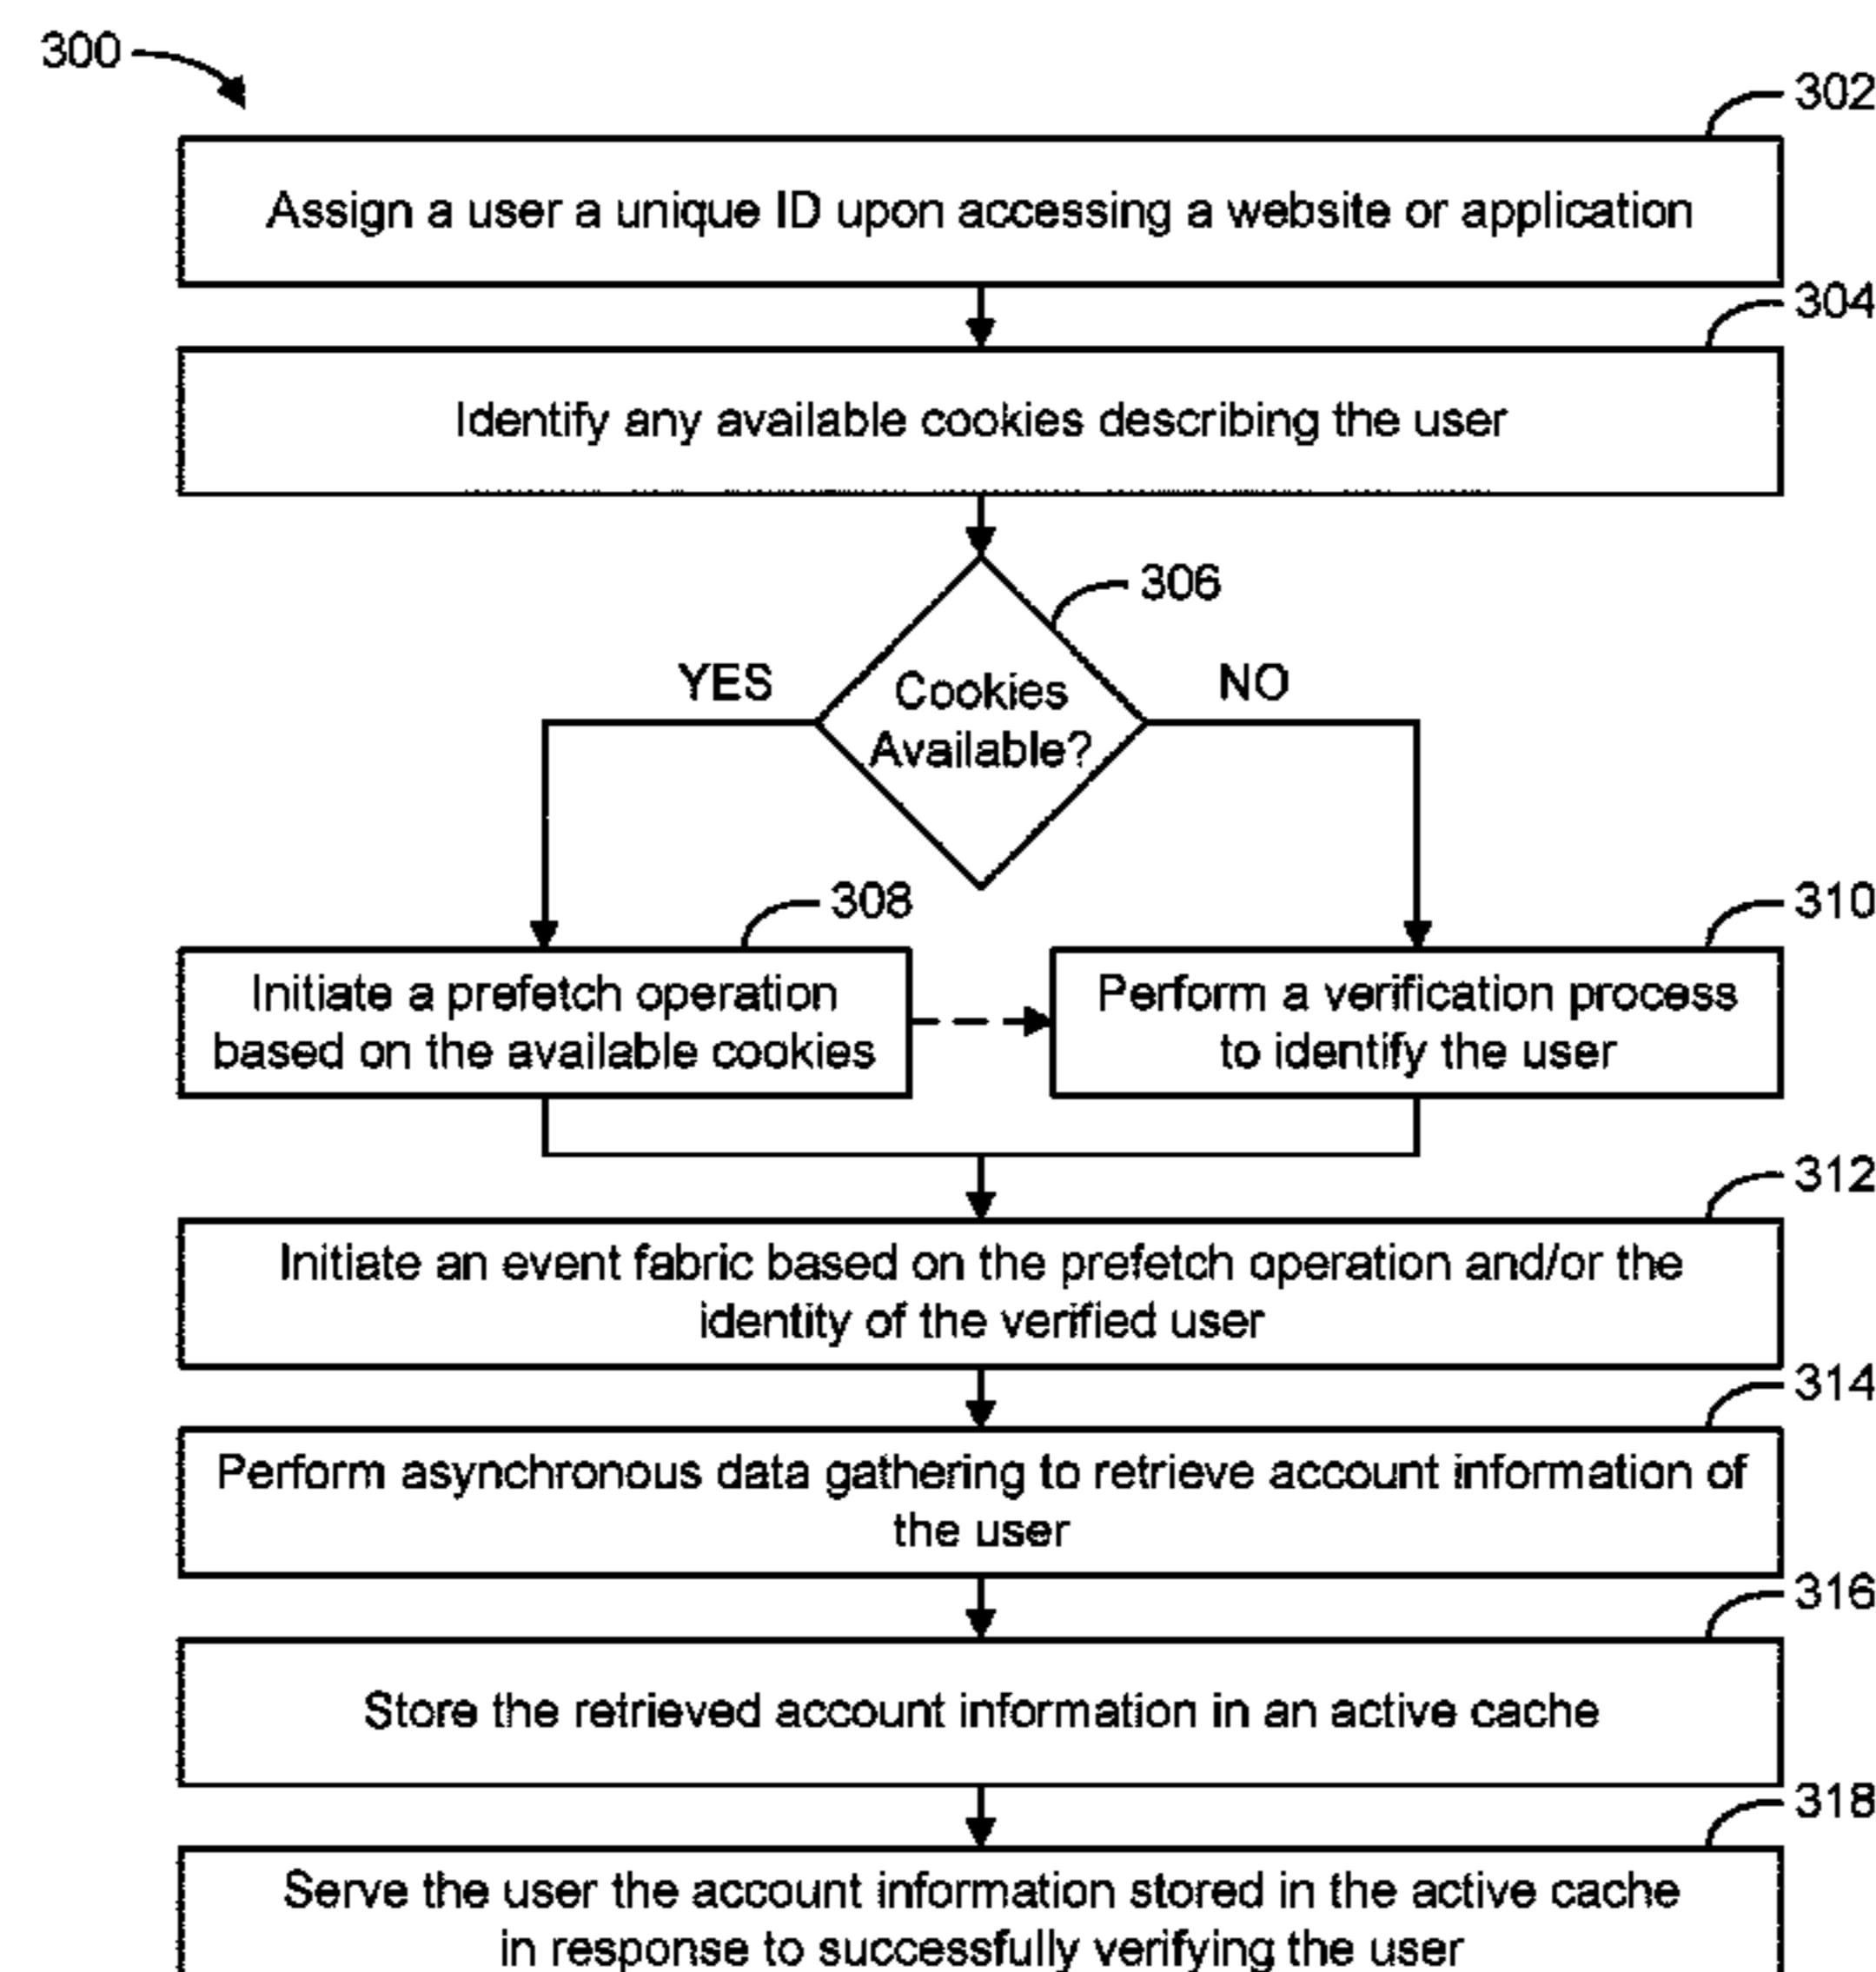 300
302
Assign a user a unique ID upon accessing a website or application
304
Identify any available cookies describing the user
306
YES
Cookies
Available?
NO
308
310
Initiate a prefetch operation
based on the available cookies
Perform a verification process
to identify the user
312
Initiate an event fabric based on the prefetch operation and/or the
identity of the verified user
314
Perform asynchronous data gathering to retrieve account information of
the user
316
Store the retrieved account information in an active cache
318
Serve the user the account information stored in the active cache
in response to successfully verifying the user